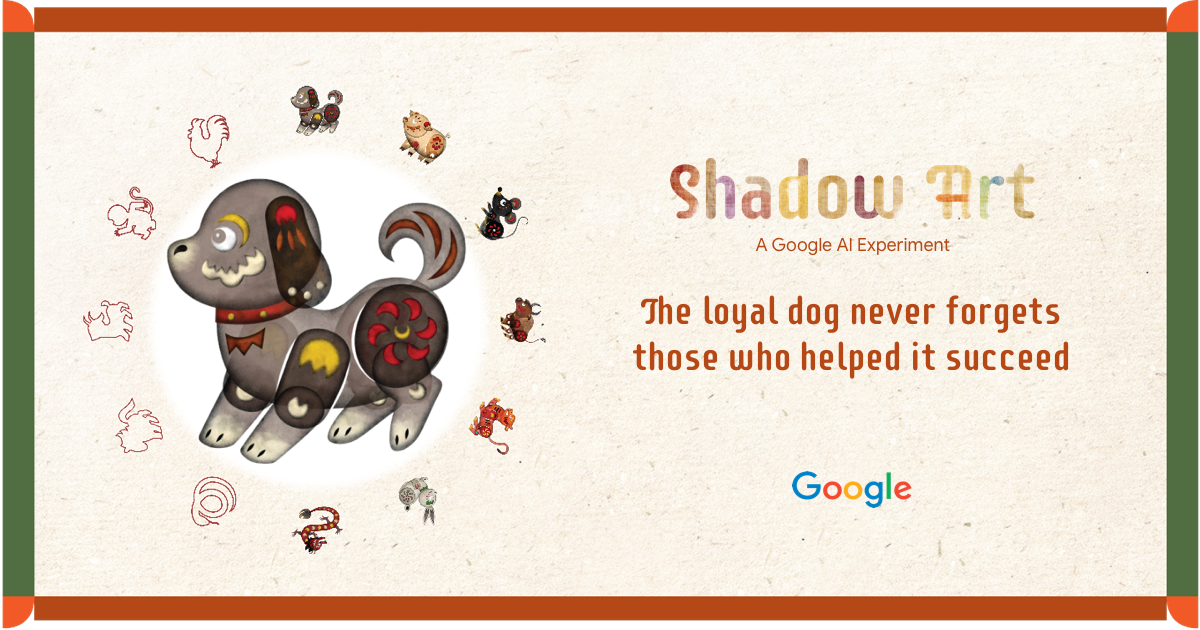 Shadow Art
A Google AI Experiment
The loyal dog never forgets
those who helped it succeed
Google